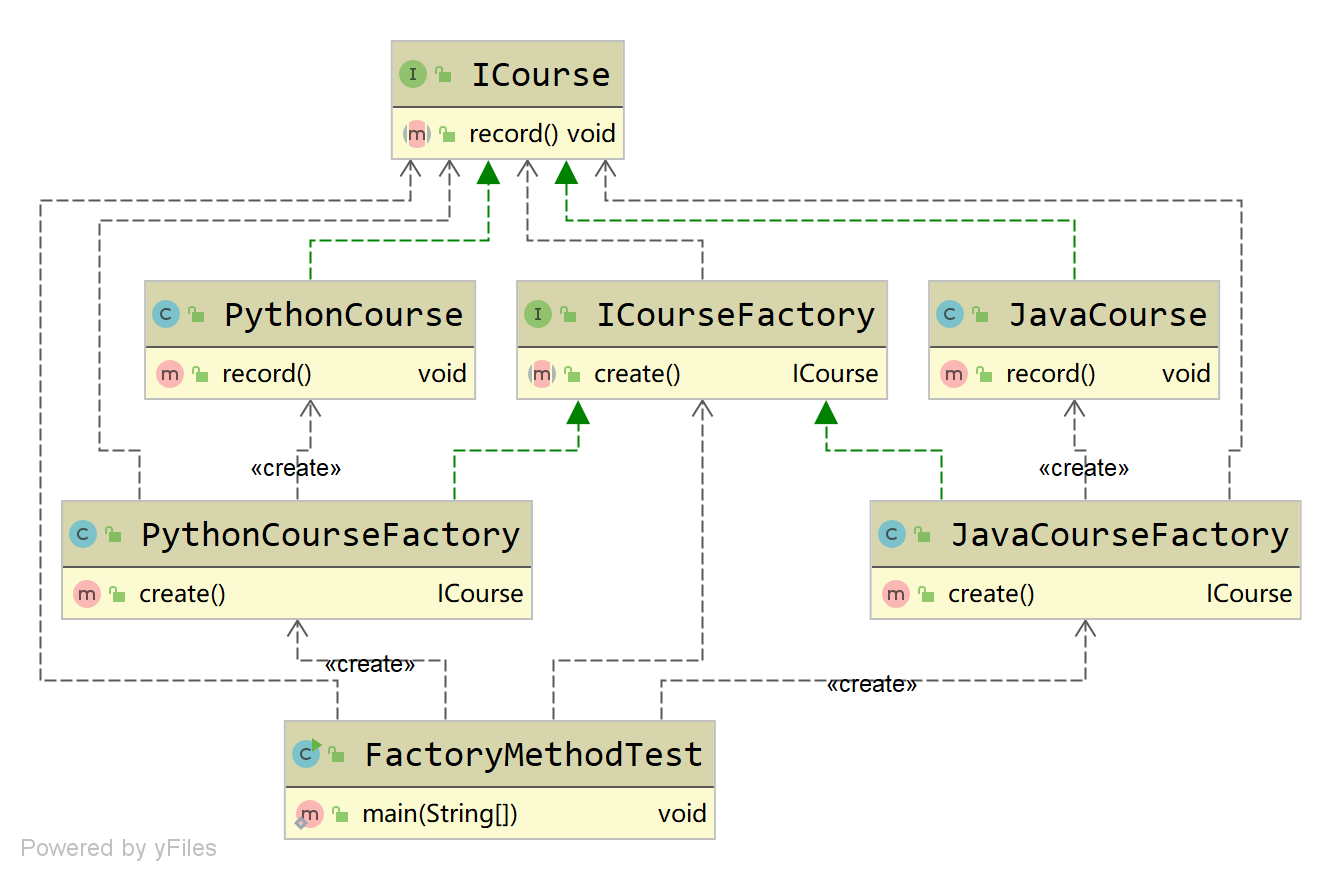 ICourse
record() void
PythonCourse
record() void
ICourseFactory
create() ICourse
JavaCourse
record() void
«create»
«create»
PythonCourseFactory
create() ICourse
JavaCourseFactory
create() ICourse
«create»
«create»
FactoryMethodTest
main(String[]) void
Powered by yFiles